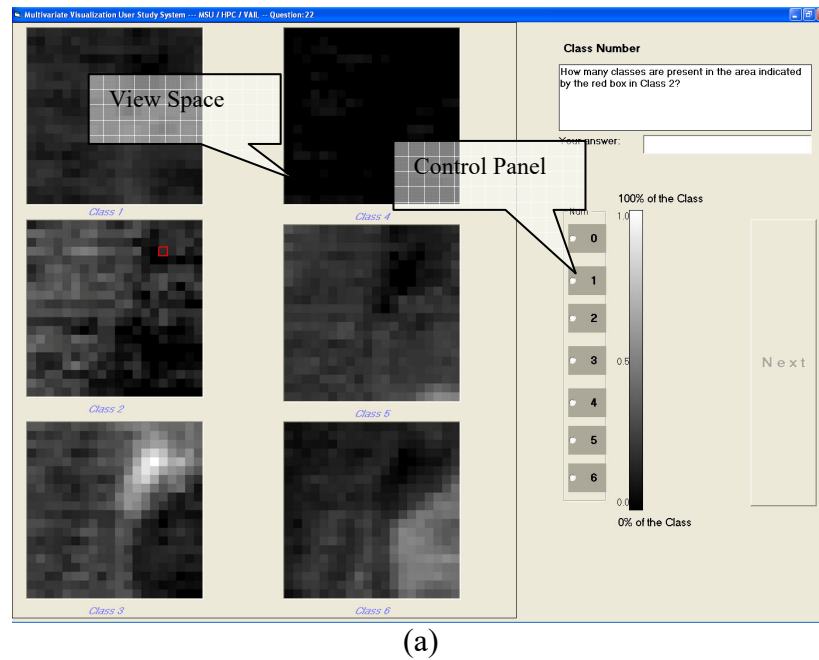 Multivariate Visualization User Study System --- MSU / HPC / VAIL -- Question: 22
View Space
Class 1
Class 4
Class 2
Class 5
Class 3
Class 6
Class Number
How many classes are present in the area indicated
by the red box in Class 2?
Your answer:
Control Panel
Num
0
1
2
3
4
5
6
100% of the Class
1.0
0.5
0.0
0% of the Class
Next
(a)